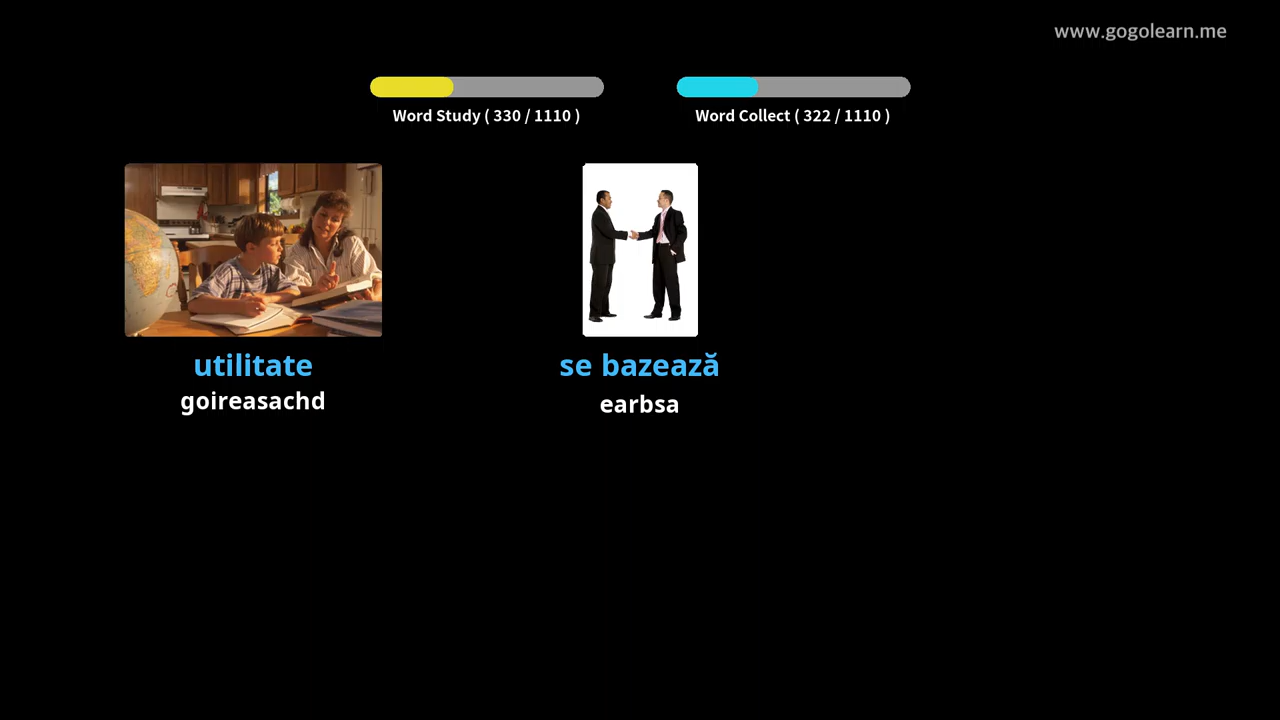 www.gogolearn.me
Word Study ( 330 / 1110 )
Word Collect ( 322 / 1110 )
utilitate
goireasachd
se bazează
earbsa